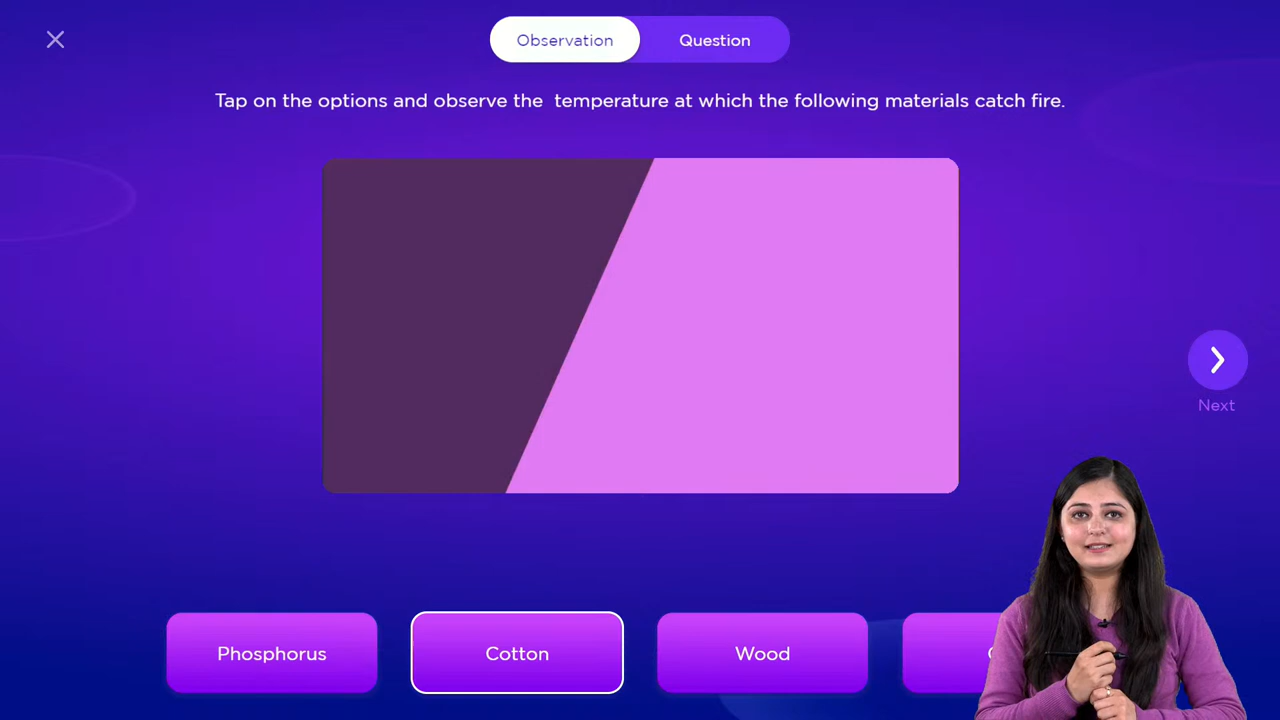 Observation
Question
Tap on the options and observe the temperature at which the following materials catch fire.
Next
Phosphorus
Cotton
Wood